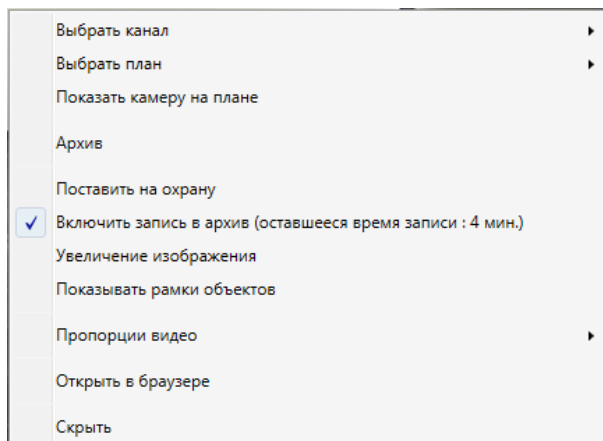 Выбрать канал
Выбрать план
Показать камеру на плане
Архив
Поставить на охрану
Включить запись в архив (оставшееся время записи : 4 мин.)
Увеличение изображения
Показывать рамки объектов
Пропорции видео
Открыть в браузере
Скрыть